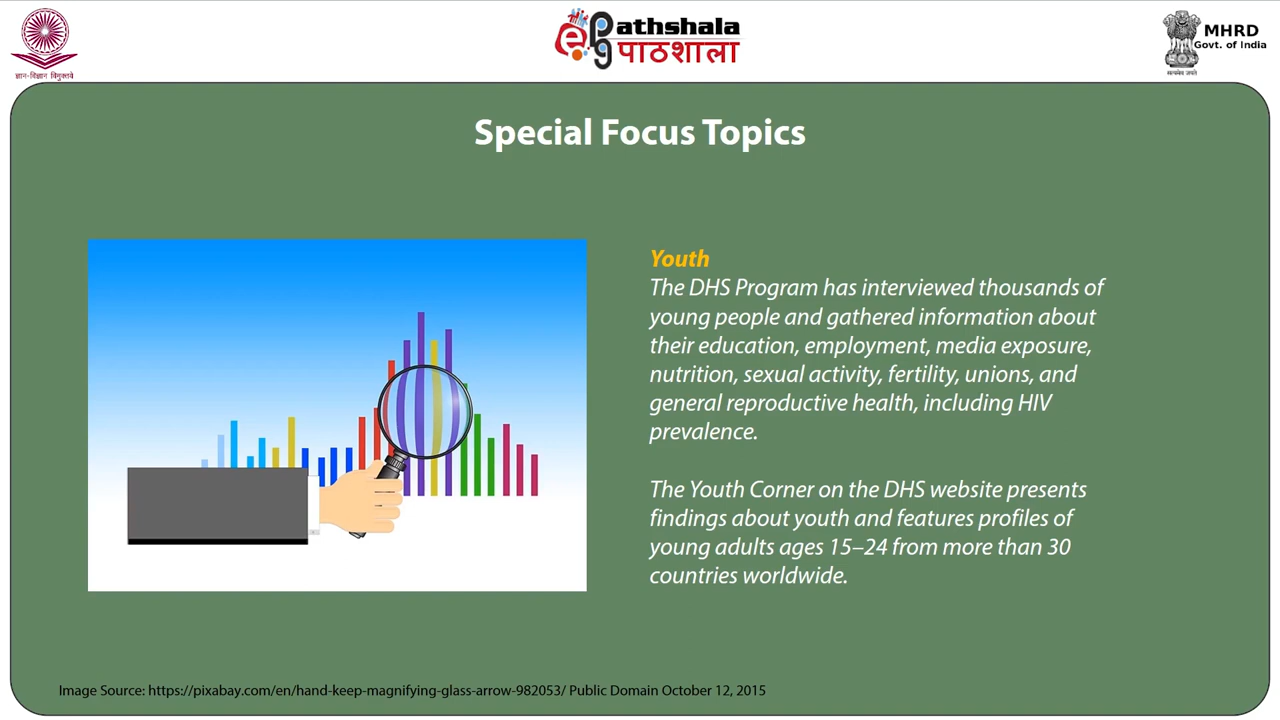 ज्ञान-विज्ञान विमुक्तये
ePathshala
पाठशाला
MHRD
Govt. of India
सत्यमेव जयते
Special Focus Topics
Youth
The DHS Program has interviewed thousands of
young people and gathered information about
their education, employment, media exposure,
nutrition, sexual activity, fertility, unions, and
general reproductive health, including HIV
prevalence.
The Youth Corner on the DHS website presents
findings about youth and features profiles of
young adults ages 15–24 from more than 30
countries worldwide.
Image Source: https://pixabay.com/en/hand-keep-magnifying-glass-arrow-982053/ Public Domain October 12, 2015